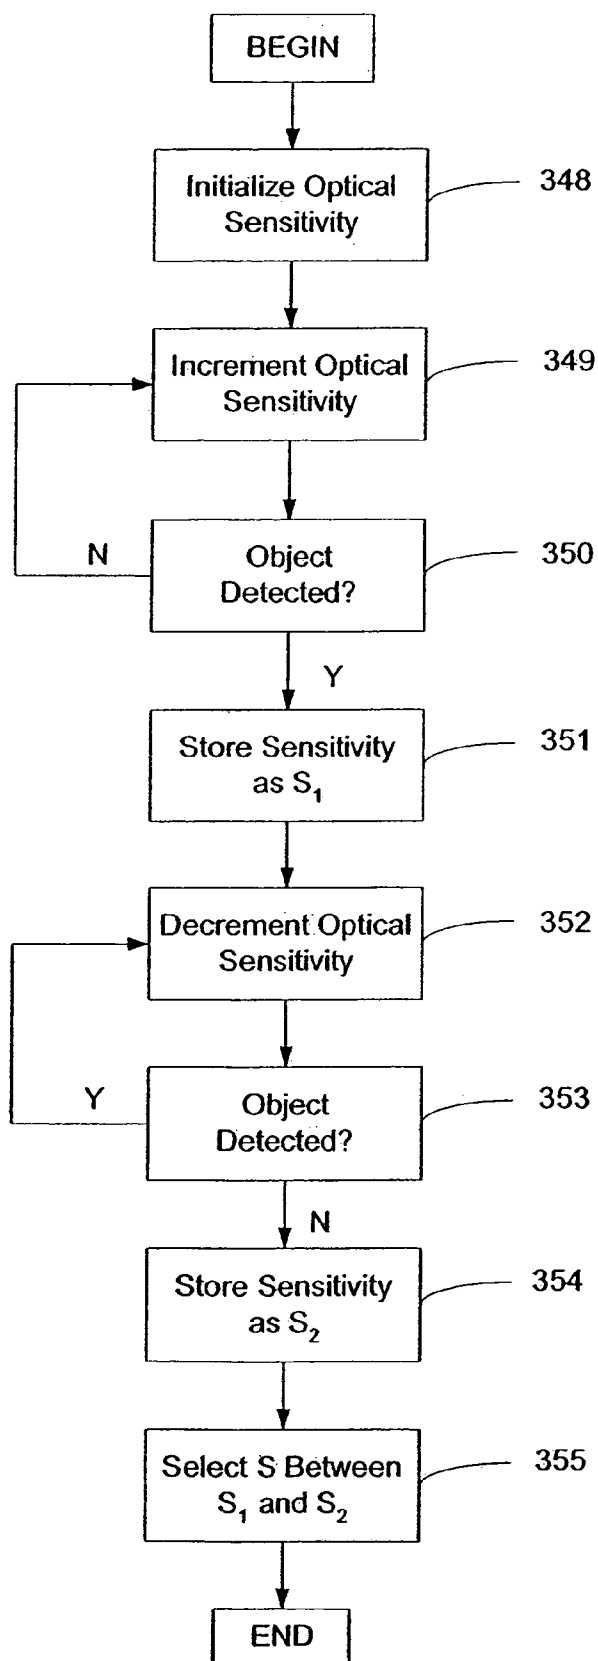 BEGIN
Initialize Optical
Sensitivity
348
Increment Optical
Sensitivity
349
Object
Detected?
350
N
Y
Store Sensitivity
as S₁
351
Decrement Optical
Sensitivity
352
Object
Detected?
353
Y
N
Store Sensitivity
as S₂
354
Select S Between
S₁ and S₂
355
END